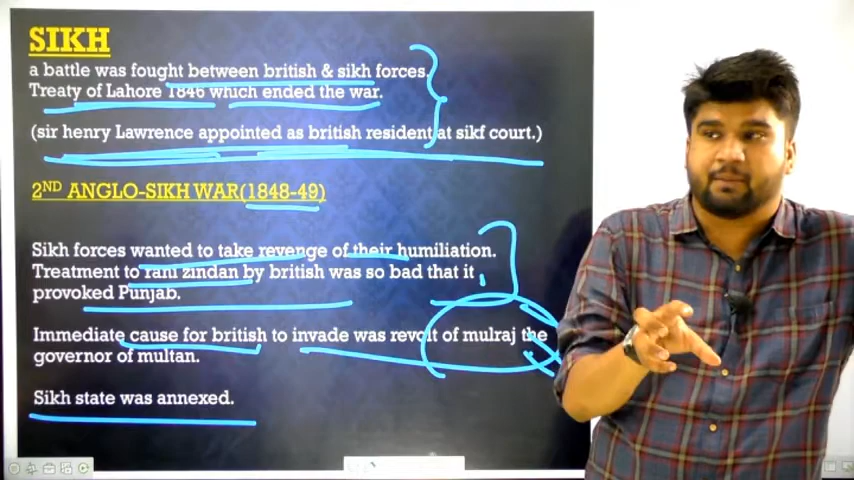 SIKH
a battle was fought between british & sikh forces.
Treaty of Lahore 1846 which ended the war.
(sir henry Lawrence appointed as british resident at sikf court.)
2ND ANGLO-SIKH WAR(1848-49)
Sikh forces wanted to take revenge of their humiliation.
Treatment to rani zindan by british was so bad that it
provoked Punjab.
Immediate cause for british to invade was revolt of mulraj the
governor of multan.
Sikh state was annexed.